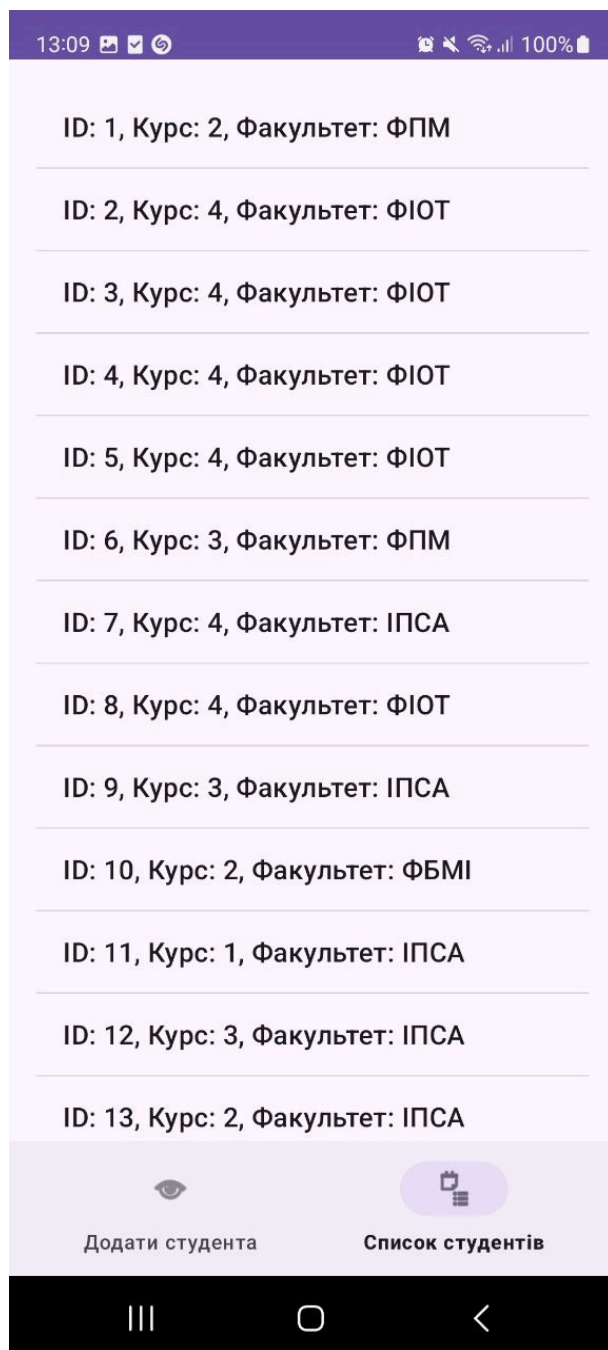 13:09 100%
ID: 1, Курс: 2, Факультет: ФПМ
ID: 2, Курс: 4, Факультет: ФІОТ
ID: 3, Курс: 4, Факультет: ФІОТ
ID: 4, Курс: 4, Факультет: ФІОТ
ID: 5, Курс: 4, Факультет: ФІОТ
ID: 6, Курс: 3, Факультет: ФПМ
ID: 7, Курс: 4, Факультет: ІПСА
ID: 8, Курс: 4, Факультет: ФІОТ
ID: 9, Курс: 3, Факультет: ІПСА
ID: 10, Курс: 2, Факультет: ФБМІ
ID: 11, Курс: 1, Факультет: ІПСА
ID: 12, Курс: 3, Факультет: ІПСА
ID: 13, Курс: 2, Факультет: ІПСА
Додати студента Список студентів